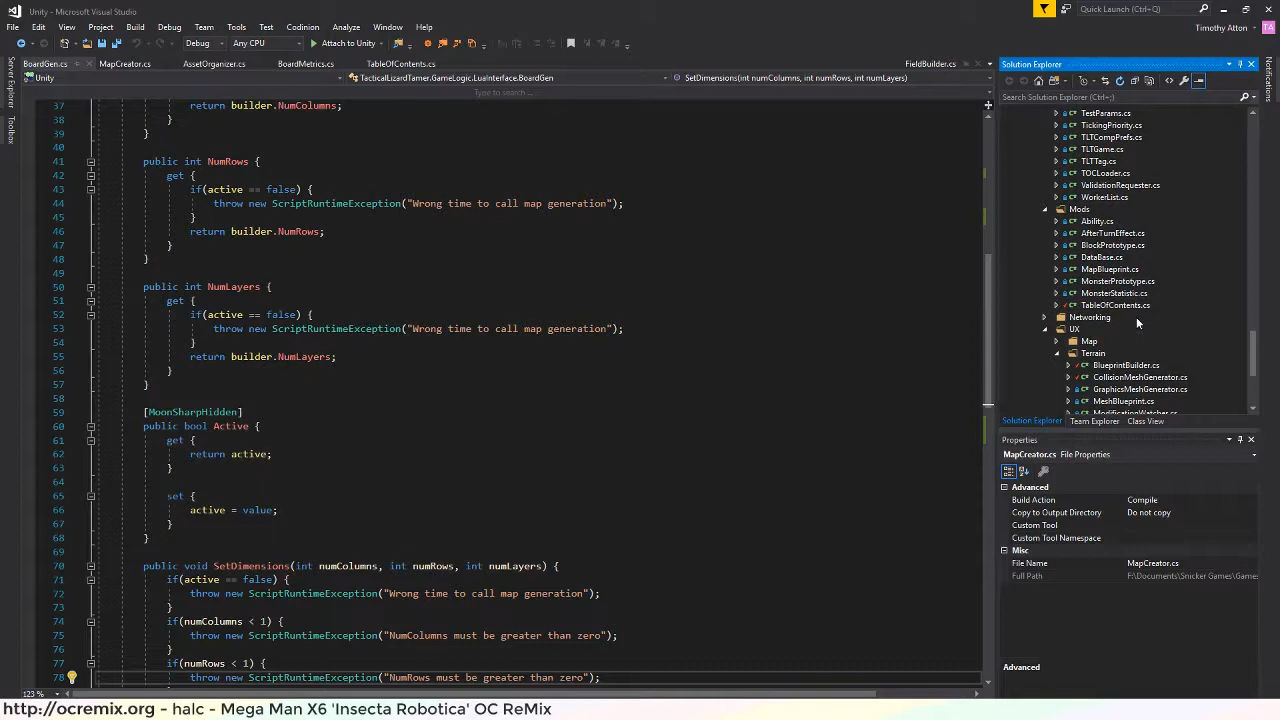 Unity - Microsoft Visual Studio
Quick Launch (Ctrl+Q)
File Edit View Project Build Debug Team Tools Test Codinion Analyze Window Help
Timothy Atton TA
Debug Any CPU Attach to Unity
BoardGen.cs MapCreator.cs AssetOrganizer.cs BoardMetrics.cs TableOfContents.cs FieldBuilder.cs
Unity TacticalLizardTamer.GameLogic.LuaInterface.BoardGen SetDimensions(int numColumns, int numRows, int numLayers)
Type to search...
Server Explorer
Toolbox
37 return builder.NumColumns;
38 }
39 }
40
41 public int NumRows {
42 get {
43 if(active == false) {
44 throw new ScriptRuntimeException("Wrong time to call map generation");
45 }
46 return builder.NumRows;
47 }
48 }
49
50 public int NumLayers {
51 get {
52 if(active == false) {
53 throw new ScriptRuntimeException("Wrong time to call map generation");
54 }
55 return builder.NumLayers;
56 }
57 }
58
59 [MoonSharpHidden]
60 public bool Active {
61 get {
62 return active;
63 }
64
65 set {
66 active = value;
67 }
68 }
69
70 public void SetDimensions(int numColumns, int numRows, int numLayers) {
71 if(active == false) {
72 throw new ScriptRuntimeException("Wrong time to call map generation");
73 }
74 if(numColumns < 1) {
75 throw new ScriptRuntimeException("NumColumns must be greater than zero");
76 }
77 if(numRows < 1) {
78 throw new ScriptRuntimeException("NumRows must be greater than zero");
123 %
Solution Explorer
Search Solution Explorer (Ctrl+;)
TestParams.cs
TickingPriority.cs
TLTCompPrefs.cs
TLTGame.cs
TLTTag.cs
TOCLoader.cs
ValidationRequester.cs
WorkerList.cs
Mods
Ability.cs
AfterTurnEffect.cs
BlockPrototype.cs
DataBase.cs
MapBlueprint.cs
MonsterPrototype.cs
MonsterStatistic.cs
TableOfContents.cs
Networking
UX
Map
Terrain
BlueprintBuilder.cs
CollisionMeshGenerator.cs
GraphicsMeshGenerator.cs
MeshBlueprint.cs
ModificationWatcher.cs
Solution Explorer Team Explorer Class View
Notifications
Properties
MapCreator.cs File Properties
Advanced
Build Action Compile
Copy to Output Directory Do not copy
Custom Tool
Custom Tool Namespace
Misc
File Name MapCreator.cs
Full Path F:\Documents\Snicker Games\Game
Advanced
http://ocremix.org - halc - Mega Man X6 'Insecta Robotica' OC ReMix